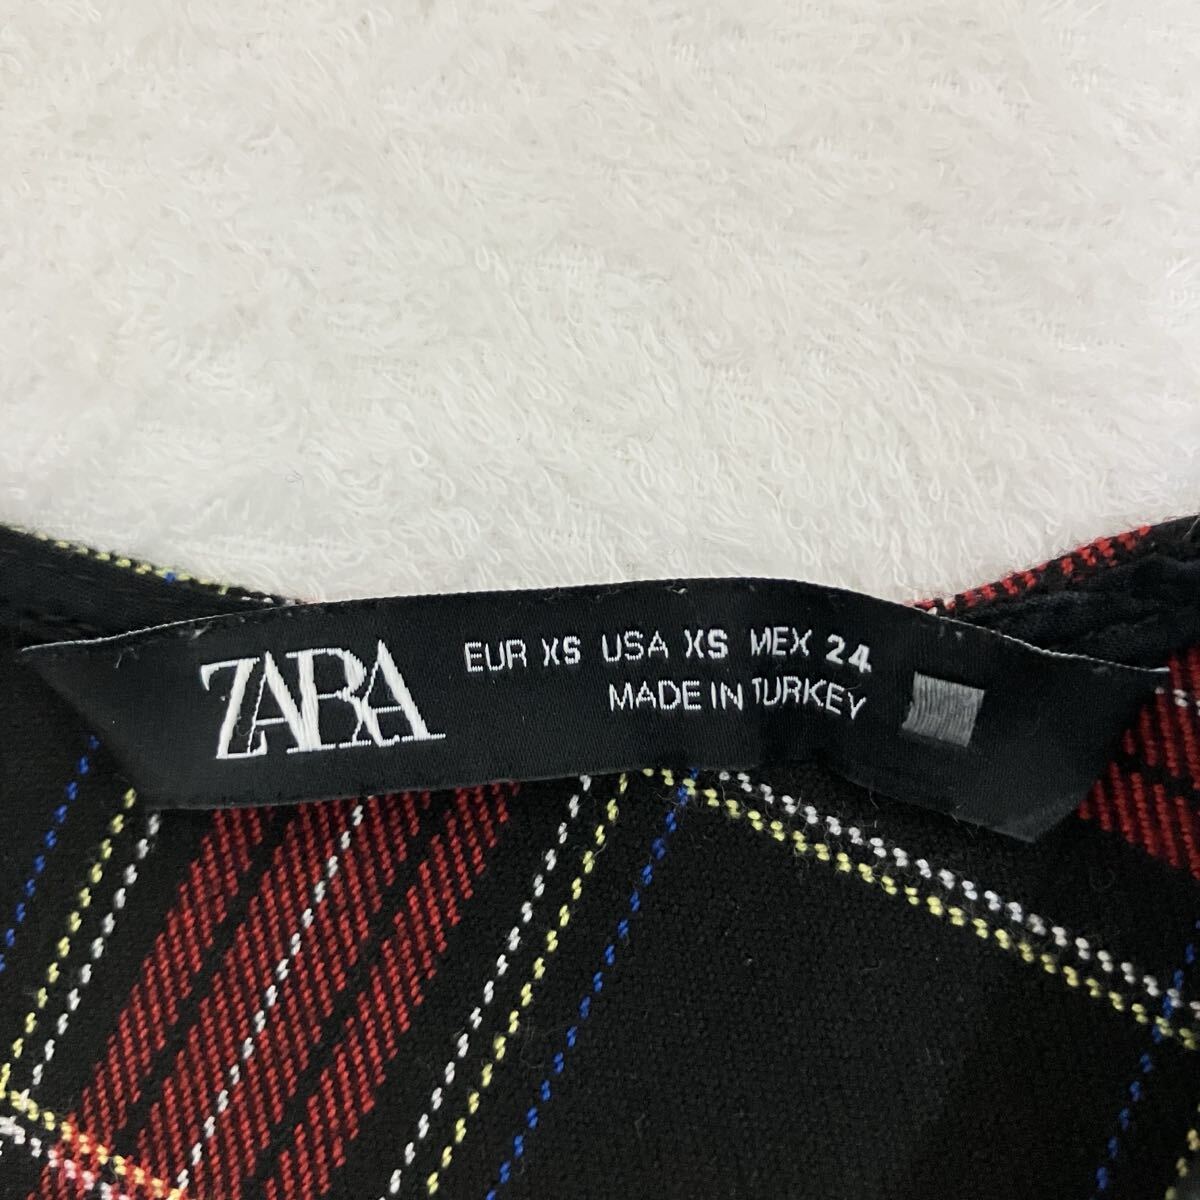 ZARA
EUR XS USA XS MEX 24
MADE IN TURKEY